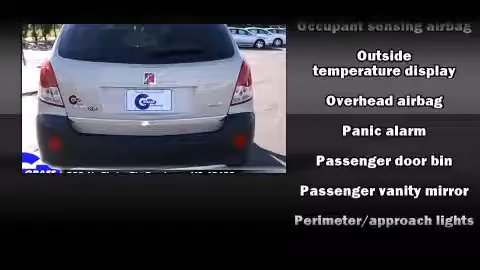 Occupant sensing airbag
Outside
temperature display
Overhead airbag
Panic alarm
Passenger door bin
Passenger vanity mirror
Perimeter/approach lights